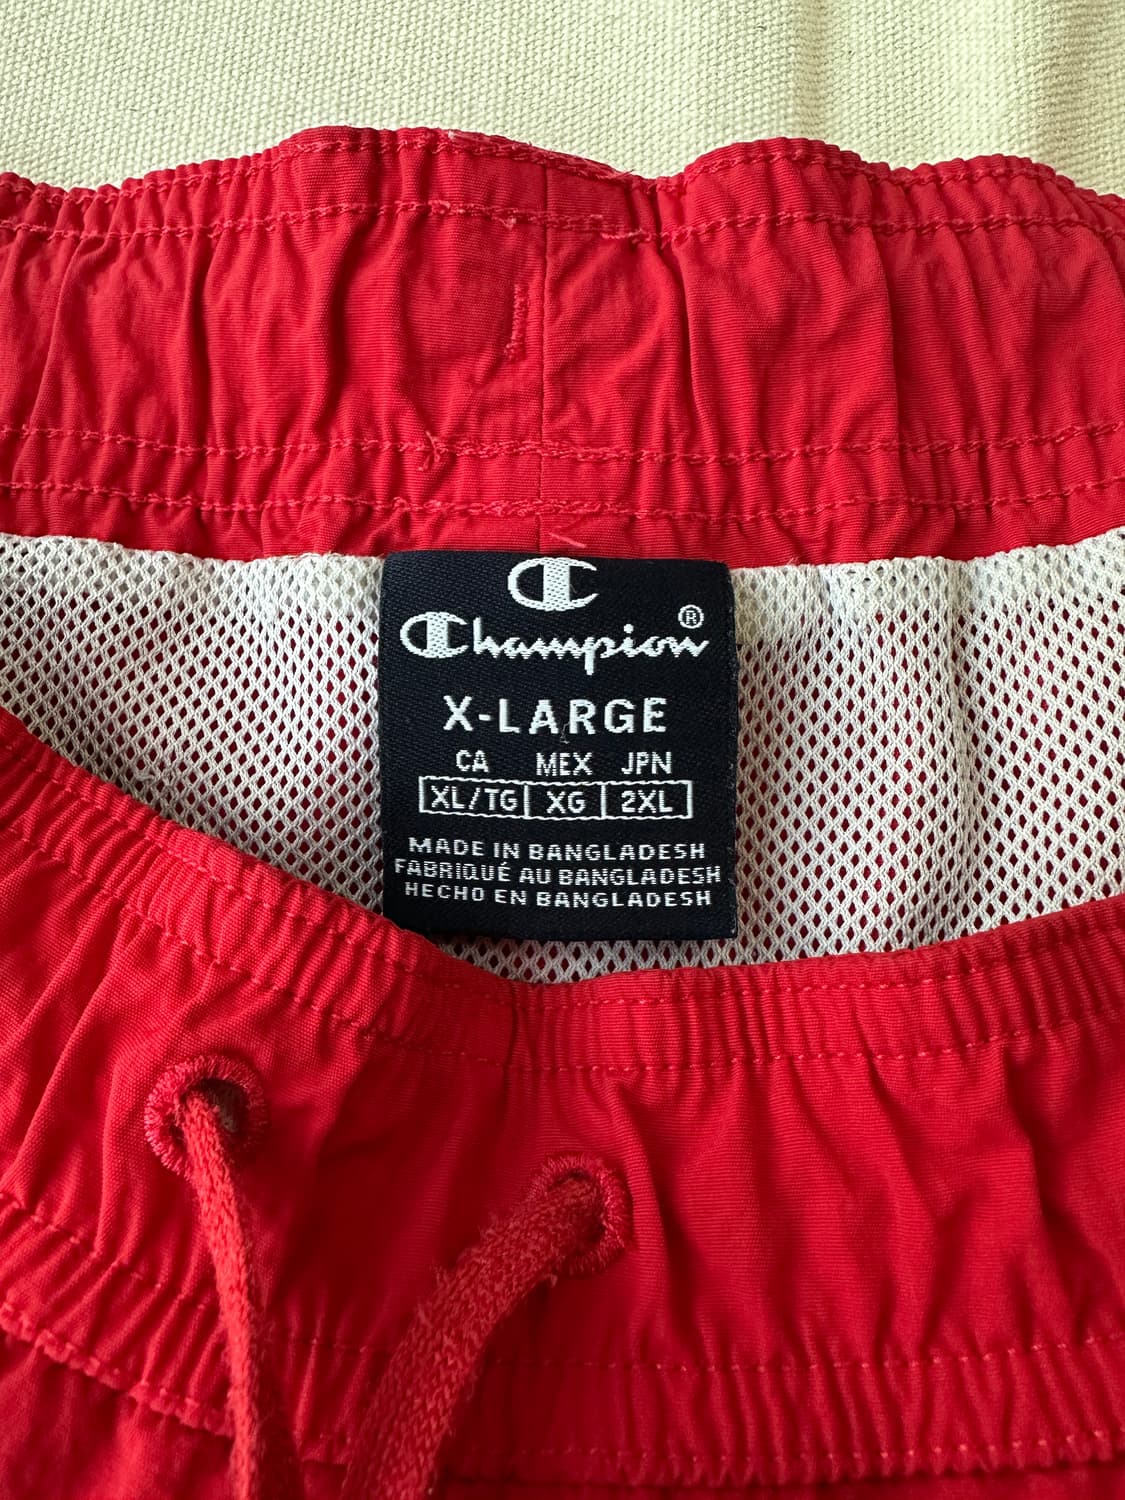 C
Champion®
X-LARGE
CA MEX JPN
XL/TG XG 2XL
MADE IN BANGLADESH
FABRIQUÉ AU BANGLADESH
HECHO EN BANGLADESH